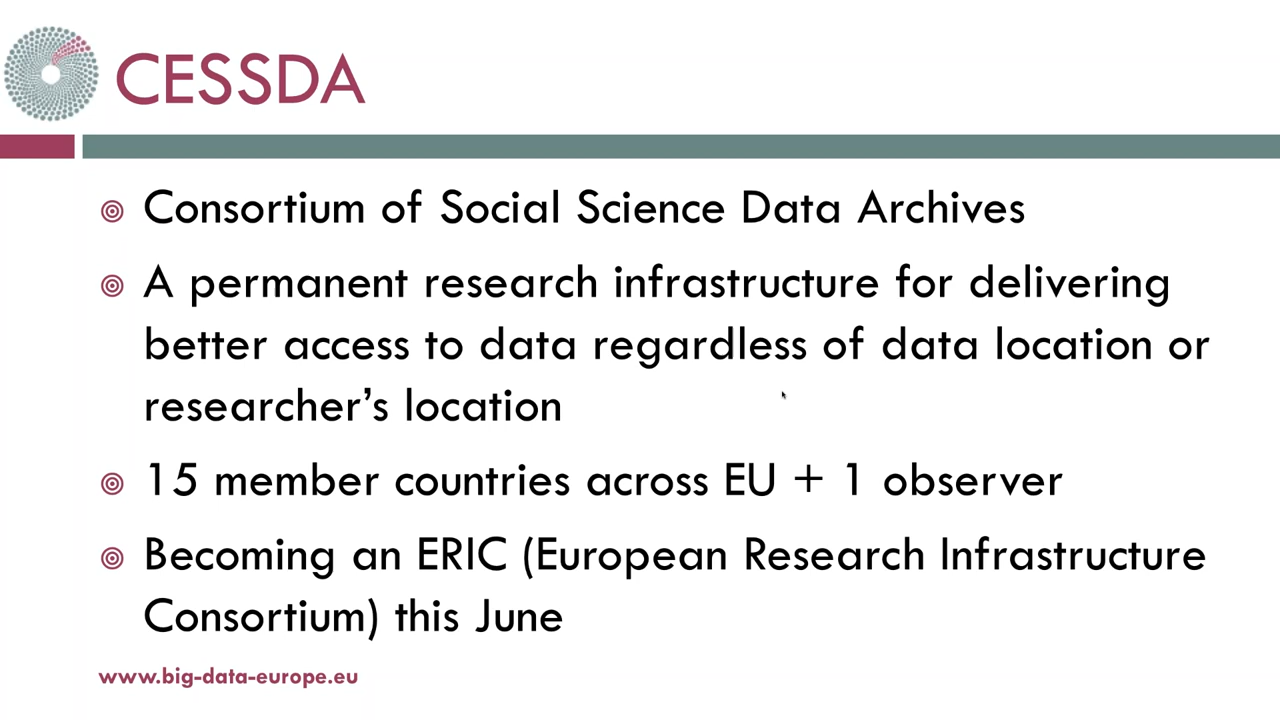 CESSDA
Consortium of Social Science Data Archives
A permanent research infrastructure for delivering
better access to data regardless of data location or
researcher’s location
15 member countries across EU + 1 observer
Becoming an ERIC (European Research Infrastructure
Consortium) this June
www.big-data-europe.eu